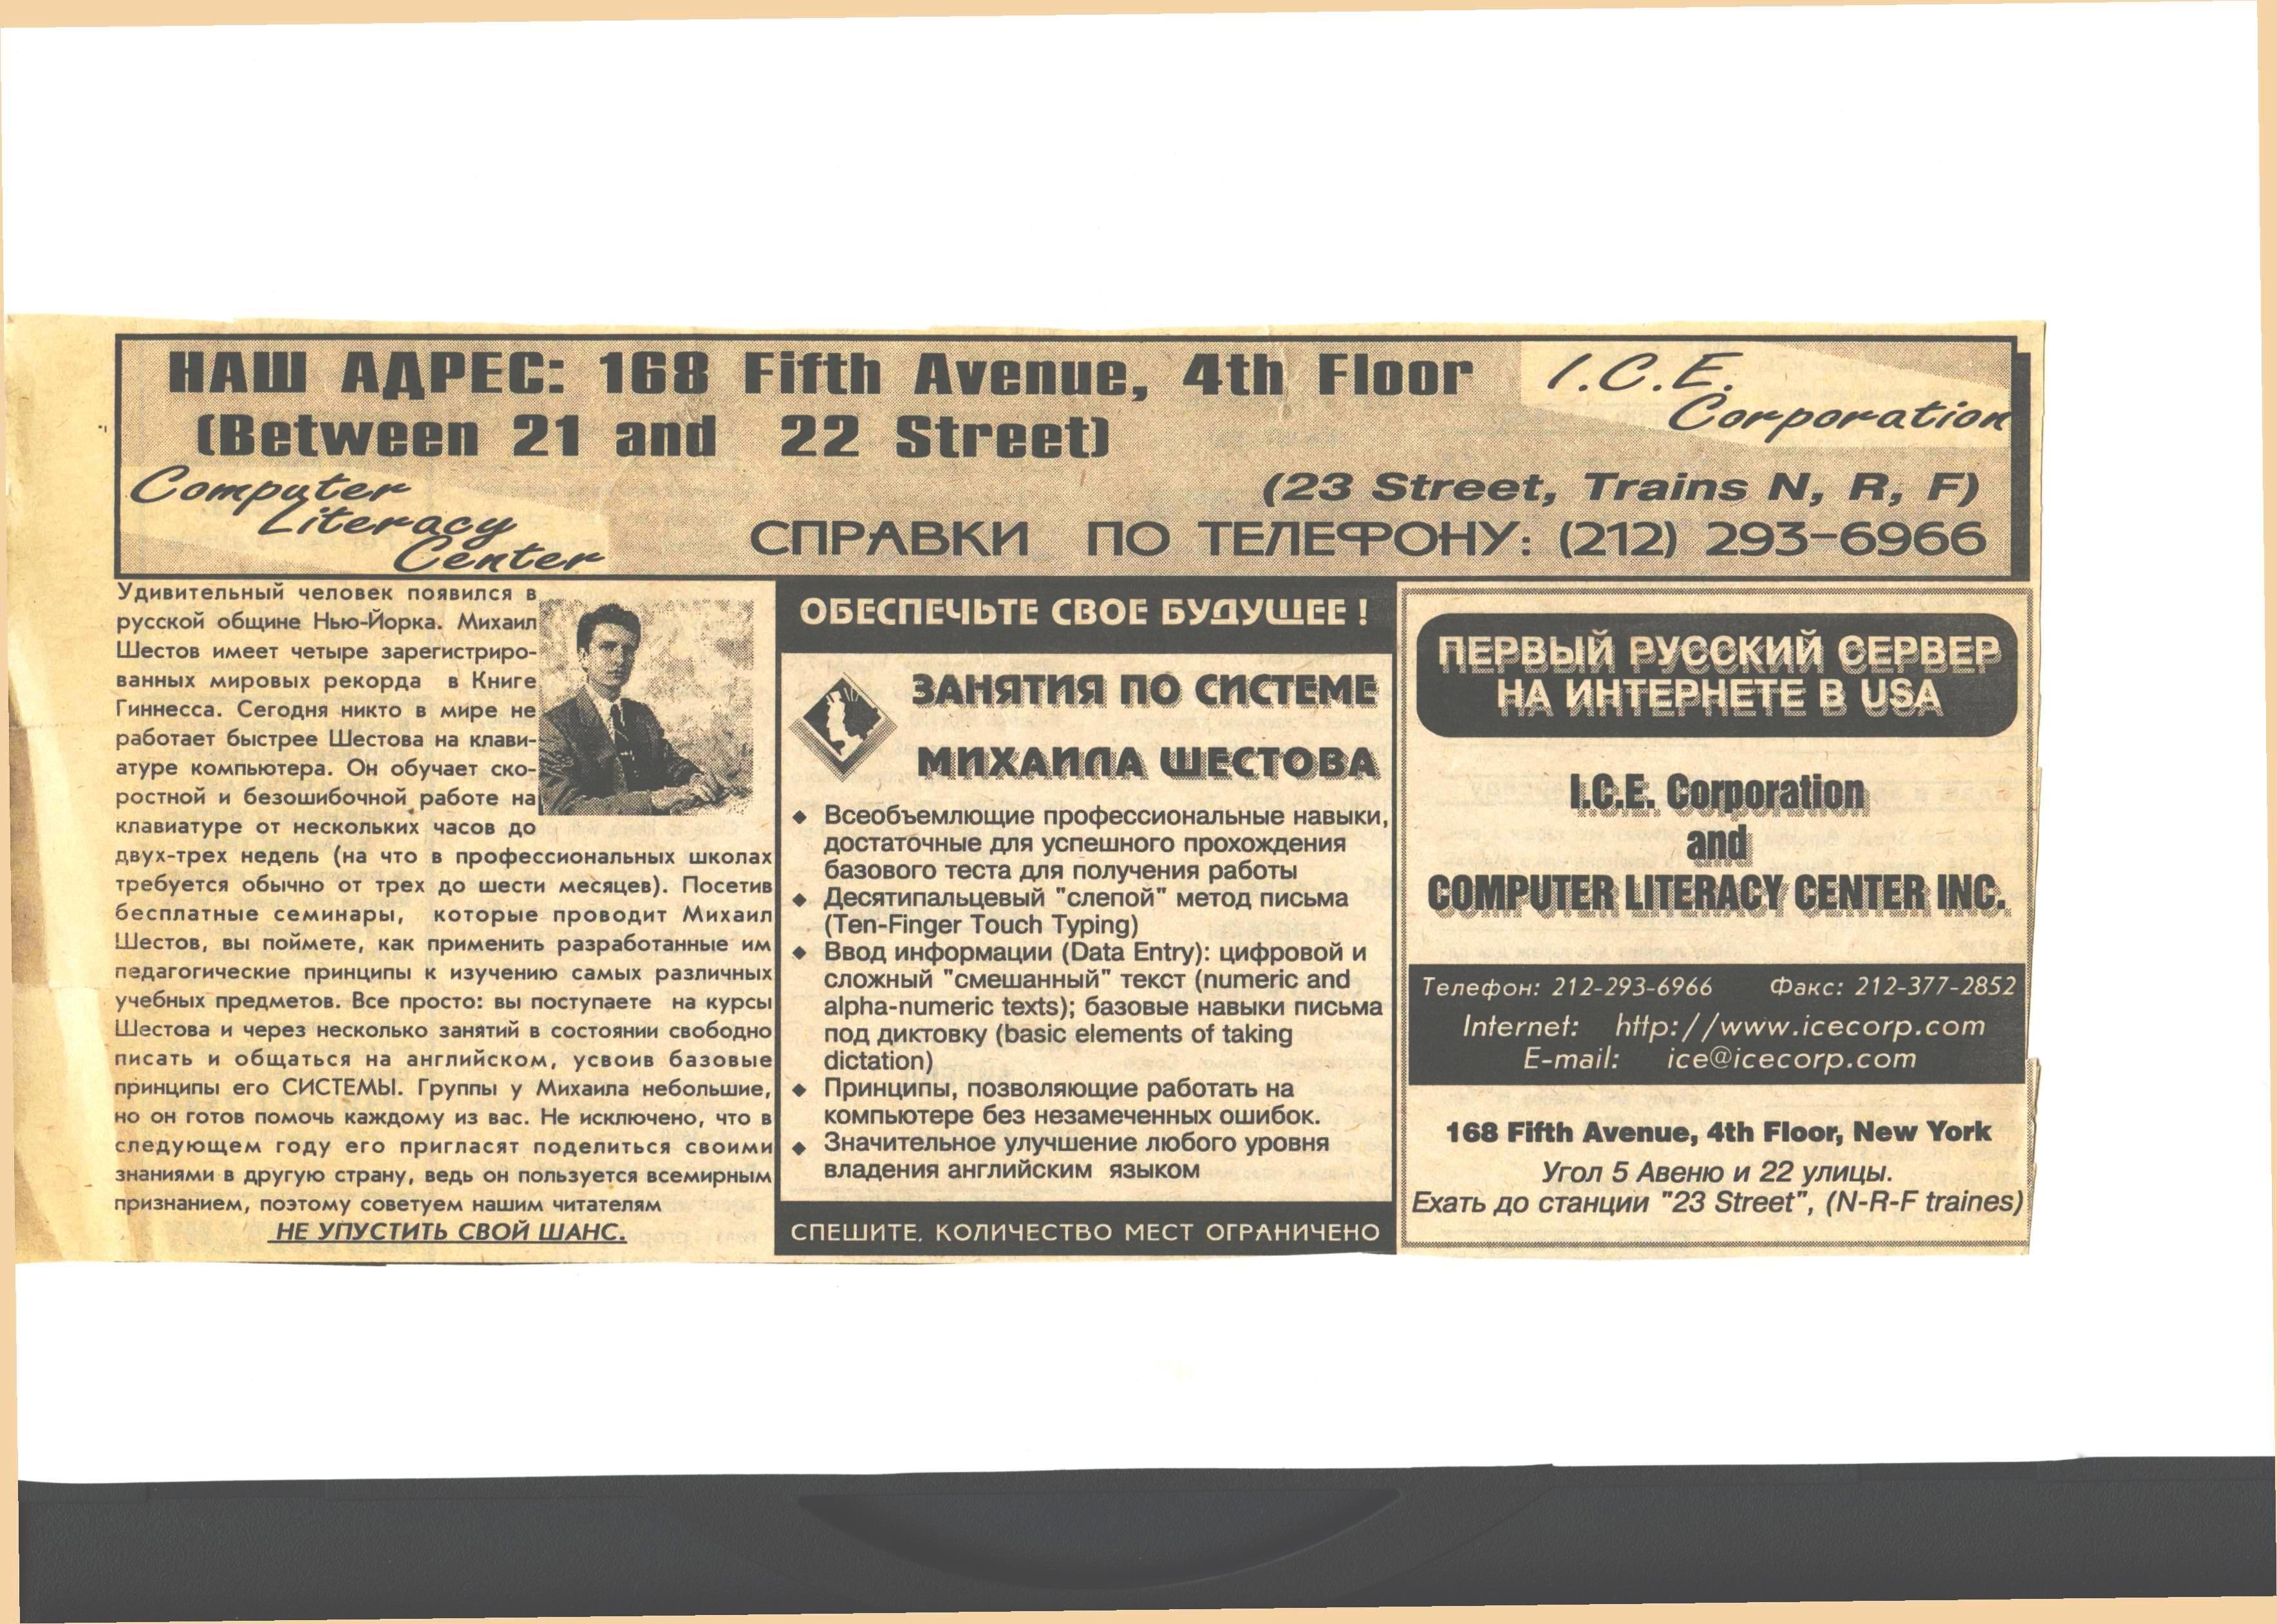 НАШ АДРЕС: 168 Fifth Avenue, 4th Floor
(Between 21 and 22 Street)
I.C.E.
Corporation
Computer
Literacy
Center
(23 Street, Trains N, R, F)
СПРАВКИ ПО ТЕЛЕФОНУ: (212) 293-6966
Удивительный человек появился в
русской общине Нью-Йорка. Михаил
Шестов имеет четыре зарегистриро-
ванных мировых рекорда в Книге
Гиннесса. Сегодня никто в мире не
работает быстрее Шестова на клави-
атуре компьютера. Он обучает ско-
ростной и безошибочной работе на
клавиатуре от нескольких часов до
двух-трех недель (на что в профессиональных школах
требуется обычно от трех до шести месяцев). Посетив
бесплатные семинары, которые проводит Михаил
Шестов, вы поймете, как применить разработанные им
педагогические принципы к изучению самых различных
учебных предметов. Все просто: вы поступаете на курсы
Шестова и через несколько занятий в состоянии свободно
писать и общаться на английском, усвоив базовые
принципы его СИСТЕМЫ. Группы у Михаила небольшие,
но он готов помочь каждому из вас. Не исключено, что в
следующем году его пригласят поделиться своими
знаниями в другую страну, ведь он пользуется всемирным
признанием, поэтому советуем нашим читателям
НЕ УПУСТИТЬ СВОЙ ШАНС.
ОБЕСПЕЧЬТЕ СВОЕ БУДУЩЕЕ !
ЗАНЯТИЯ ПО СИСТЕМЕ
МИХАИЛА ШЕСТОВА
◆ Всеобъемлющие профессиональные навыки,
достаточные для успешного прохождения
базового теста для получения работы
◆ Десятипальцевый "слепой" метод письма
(Ten-Finger Touch Typing)
◆ Ввод информации (Data Entry): цифровой и
сложный "смешанный" текст (numeric and
alpha-numeric texts); базовые навыки письма
под диктовку (basic elements of taking
dictation)
◆ Принципы, позволяющие работать на
компьютере без незамеченных ошибок.
◆ Значительное улучшение любого уровня
владения английским языком
СПЕШИТЕ. КОЛИЧЕСТВО МЕСТ ОГРАНИЧЕНО
ПЕРВЫЙ РУССКИЙ СЕРВЕР
НА ИНТЕРНЕТЕ В USA
I.C.E. Corporation
and
COMPUTER LITERACY CENTER INC.
Телефон: 212-293-6966 Факс: 212-377-2852
Internet: http://www.icecorp.com
E-mail: ice@icecorp.com
168 Fifth Avenue, 4th Floor, New York
Угол 5 Авеню и 22 улицы.
Ехать до станции "23 Street", (N-R-F traines)